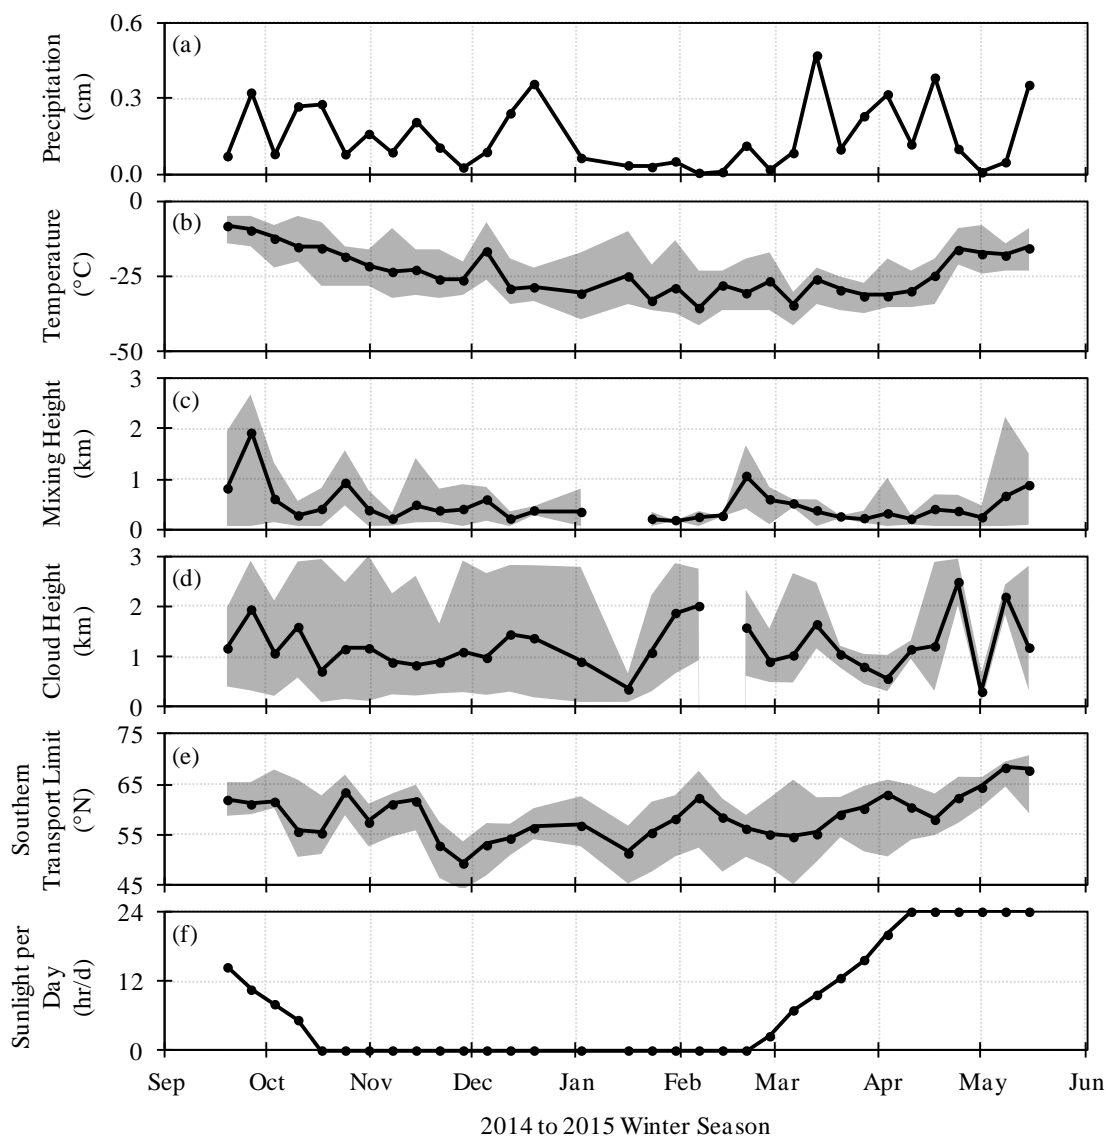 (a)
Precipitation
(cm)
0.6
0.3
0.0
(b)
Temperature
(°C)
0
-25
-50
(c)
Mixing Height
(km)
3
2
1
0
(d)
Cloud Height
(km)
3
2
1
0
(e)
Southern
Transport Limit
(°N)
75
65
55
45
(f)
Sunlight per
Day
(hr/d)
24
12
0
Sep Oct Nov Dec Jan Feb Mar Apr May Jun
2014 to 2015 Winter Season